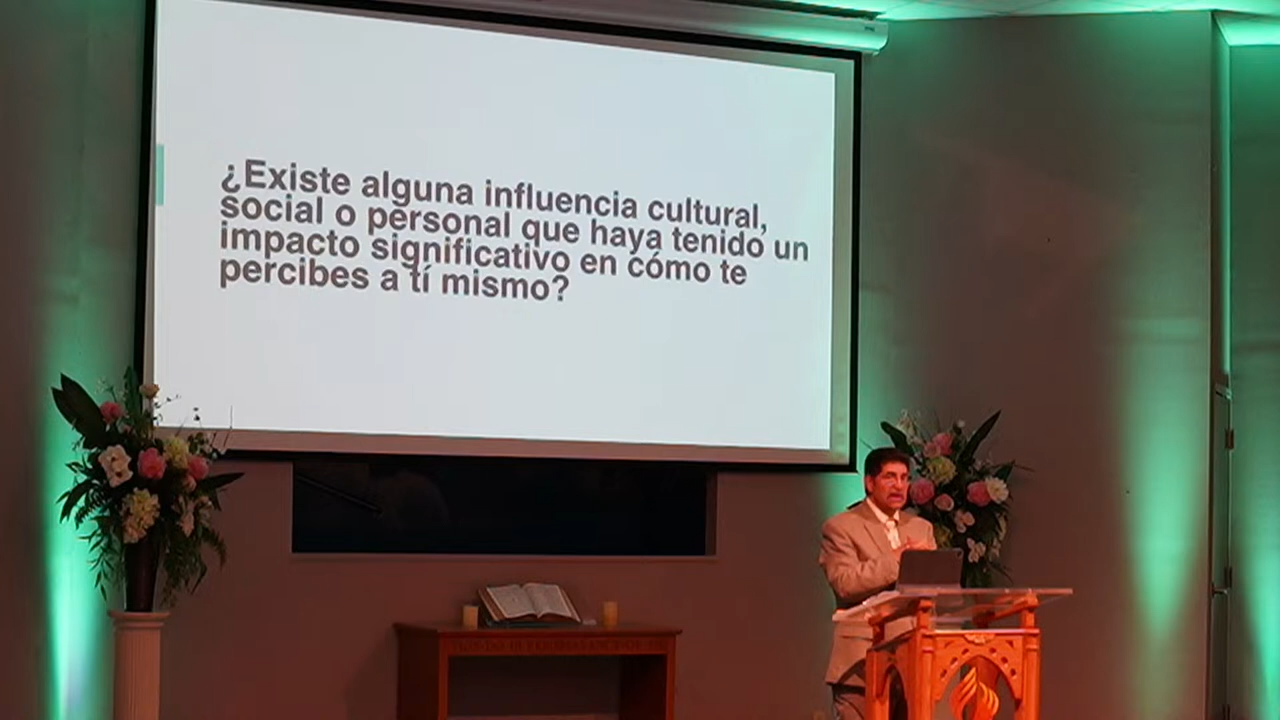 ¿Existe alguna influencia cultural,
social o personal que haya tenido un
impacto significativo en cómo te
percibes a tí mismo?